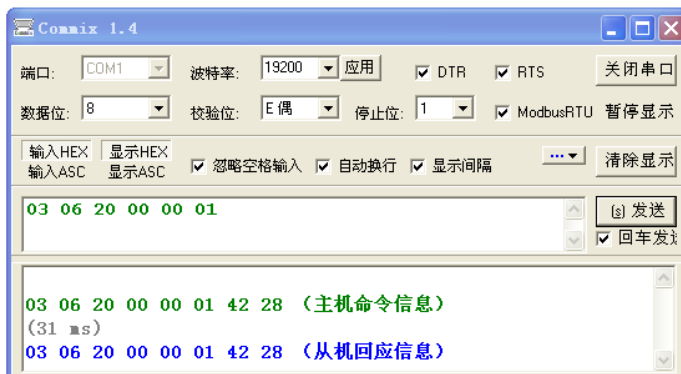 Commix 1.4
端口: COM1 波特率: 19200 应用 DTR RTS 关闭串口
数据位: 8 校验位: E 偶 停止位: 1 ModbusRTU 暂停显示
输入HEX 显示HEX
输入ASC 显示ASC 忽略空格输入 自动换行 显示间隔 ... 清除显示
03 06 20 00 00 01 (s) 发送
回车发送
03 06 20 00 00 01 42 28 (主机命令信息)
(31 ms)
03 06 20 00 00 01 42 28 (从机回应信息)